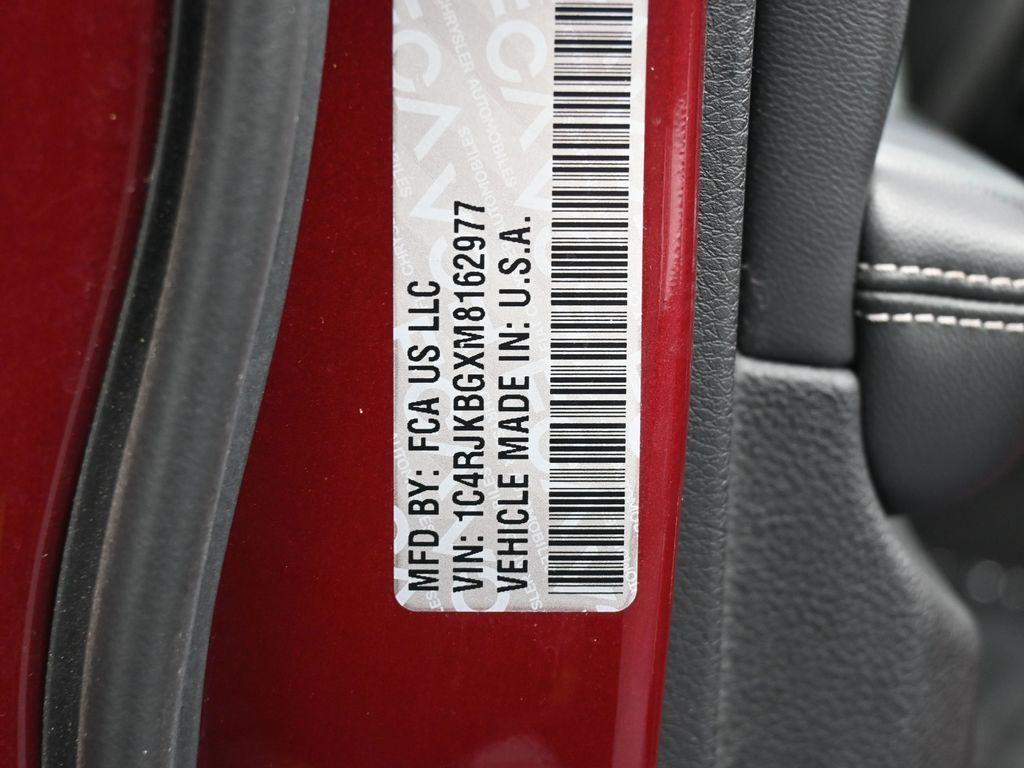 MFD BY: FCA US LLC
VIN: 1C4RJKBGXM8162977
VEHICLE MADE IN: U.S.A.